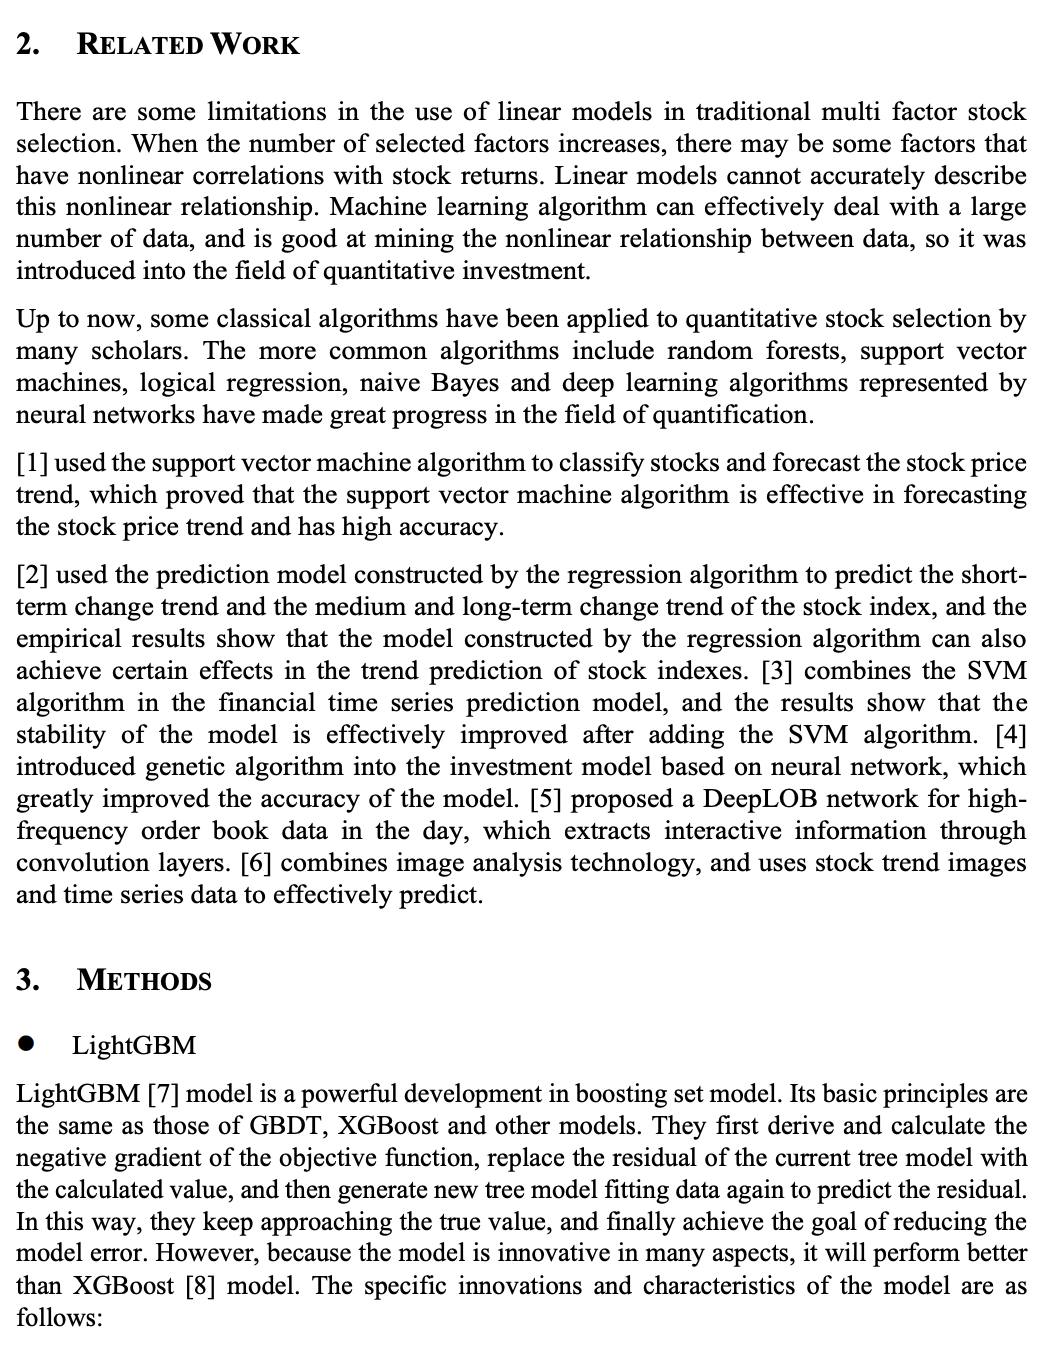 2. RELATED WORK
There are some limitations in the use of linear models in traditional multi factor stock
selection. When the number of selected factors increases, there may be some factors that
have nonlinear correlations with stock returns. Linear models cannot accurately describe
this nonlinear relationship. Machine learning algorithm can effectively deal with a large
number of data, and is good at mining the nonlinear relationship between data, so it was
introduced into the field of quantitative investment.
Up to now, some classical algorithms have been applied to quantitative stock selection by
many scholars. The more common algorithms include random forests, support vector
machines, logical regression, naive Bayes and deep learning algorithms represented by
neural networks have made great progress in the field of quantification.
[1] used the support vector machine algorithm to classify stocks and forecast the stock price
trend, which proved that the support vector machine algorithm is effective in forecasting
the stock price trend and has high accuracy.
[2] used the prediction model constructed by the regression algorithm to predict the short-
term change trend and the medium and long-term change trend of the stock index, and the
empirical results show that the model constructed by the regression algorithm can also
achieve certain effects in the trend prediction of stock indexes. [3] combines the SVM
algorithm in the financial time series prediction model, and the results show that the
stability of the model is effectively improved after adding the SVM algorithm. [4]
introduced genetic algorithm into the investment model based on neural network, which
greatly improved the accuracy of the model. [5] proposed a DeepLOB network for high-
frequency order book data in the day, which extracts interactive information through
convolution layers. [6] combines image analysis technology, and uses stock trend images
and time series data to effectively predict.
3. METHODS
● LightGBM
LightGBM [7] model is a powerful development in boosting set model. Its basic principles are
the same as those of GBDT, XGBoost and other models. They first derive and calculate the
negative gradient of the objective function, replace the residual of the current tree model with
the calculated value, and then generate new tree model fitting data again to predict the residual.
In this way, they keep approaching the true value, and finally achieve the goal of reducing the
model error. However, because the model is innovative in many aspects, it will perform better
than XGBoost [8] model. The specific innovations and characteristics of the model are as
follows: